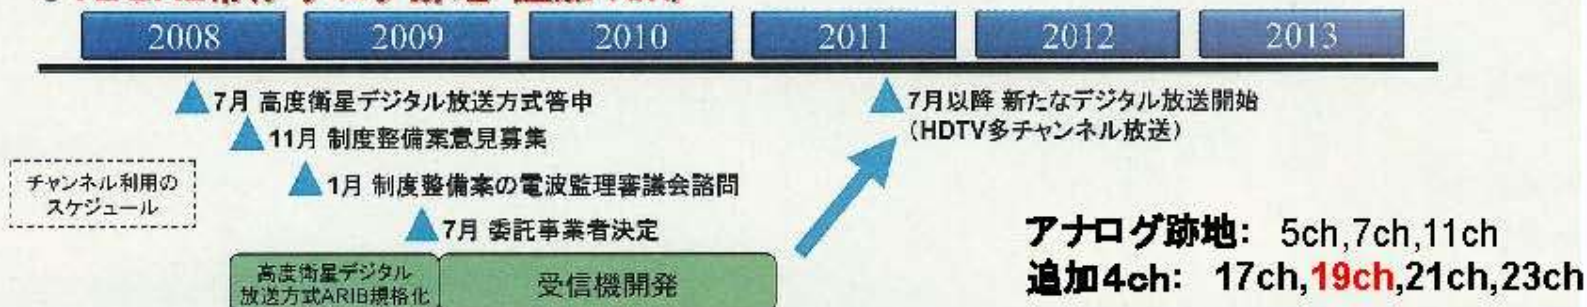 2008 2009 2010 2011 2012 2013
7月 高度衛星デジタル放送方式答申
11月 制度整備案意見募集
1月 制度整備案の電波監理審議会諮問
7月 委託事業者決定
7月以降 新たなデジタル放送開始
(HDTV多チャンネル放送)
チャンネル利用の
スケジュール
高度衛星デジタル
放送方式ARIB規格化
受信機開発
アナログ跡地: 5ch,7ch,11ch
追加4ch: 17ch,19ch,21ch,23ch